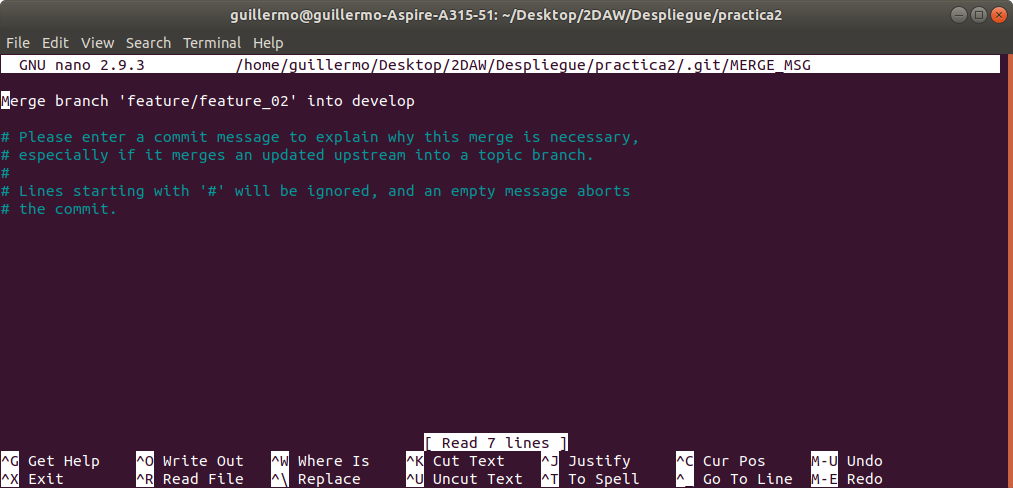 guillermo@guillermo-Aspire-A315-51: ~/Desktop/2DAW/Despliegue/practica2
File Edit View Search Terminal Help
GNU nano 2.9.3 /home/guillermo/Desktop/2DAW/Despliegue/practica2/.git/MERGE_MSG
Merge branch 'feature/feature_02' into develop
# Please enter a commit message to explain why this merge is necessary,
# especially if it merges an updated upstream into a topic branch.
#
# Lines starting with '#' will be ignored, and an empty message aborts
# the commit.
[ Read 7 lines ]
^G Get Help ^O Write Out ^W Where Is ^K Cut Text ^J Justify ^C Cur Pos M-U Undo
^X Exit ^R Read File ^\ Replace ^U Uncut Text ^T To Spell ^_ Go To Line M-E Redo